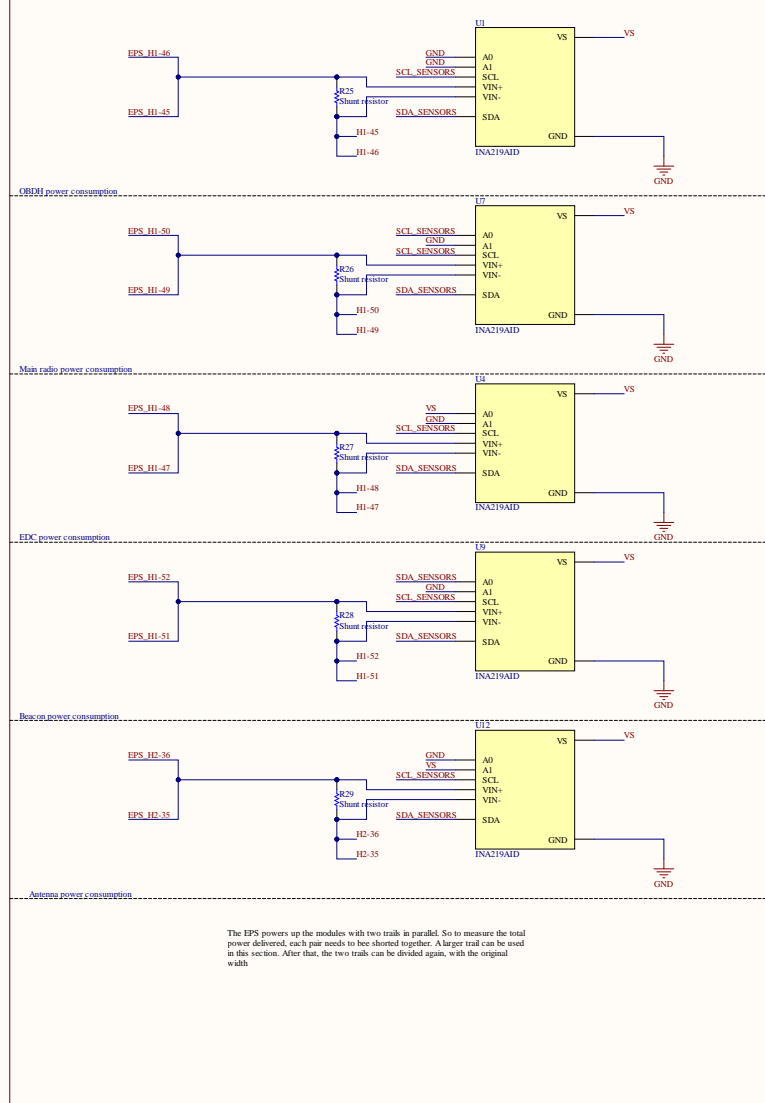 U1
VS VS
EPS_H1-46 GND A0
GND A1
SCL_SENSORS SCL
R25 VIN+
Shunt resistor VIN-
EPS_H1-45 SDA_SENSORS SDA
H1-45 GND
H1-46 INA219AID
GND
OBDH power consumption
U7
VS VS
EPS_H1-50 SCL_SENSORS A0
GND A1
SCL_SENSORS SCL
R26 VIN+
Shunt resistor VIN-
EPS_H1-49 SDA_SENSORS SDA
H1-50 GND
H1-49 INA219AID
GND
Main radio power consumption
U4
VS VS
EPS_H1-48 VS A0
GND A1
SCL_SENSORS SCL
R27 VIN+
Shunt resistor VIN-
EPS_H1-47 SDA_SENSORS SDA
H1-48 GND
H1-47 INA219AID
GND
EDC power consumption
U9
VS VS
EPS_H1-52 SDA_SENSORS A0
GND A1
SCL_SENSORS SCL
R28 VIN+
Shunt resistor VIN-
EPS_H1-51 SDA_SENSORS SDA
H1-52 GND
H1-51 INA219AID
GND
Beacon power consumption
U12
VS VS
EPS_H2-36 GND A0
VS A1
SCL_SENSORS SCL
R29 VIN+
Shunt resistor VIN-
EPS_H2-35 SDA_SENSORS SDA
H2-36 GND
H2-35 INA219AID
GND
Antenna power consumption
The EPS powers up the modules with two trails in parallel. So to measure the total
power delivered, each pair needs to bee shorted together. A larger trail can be used
in this section. After that, the two trails can be divided again, with the original
width